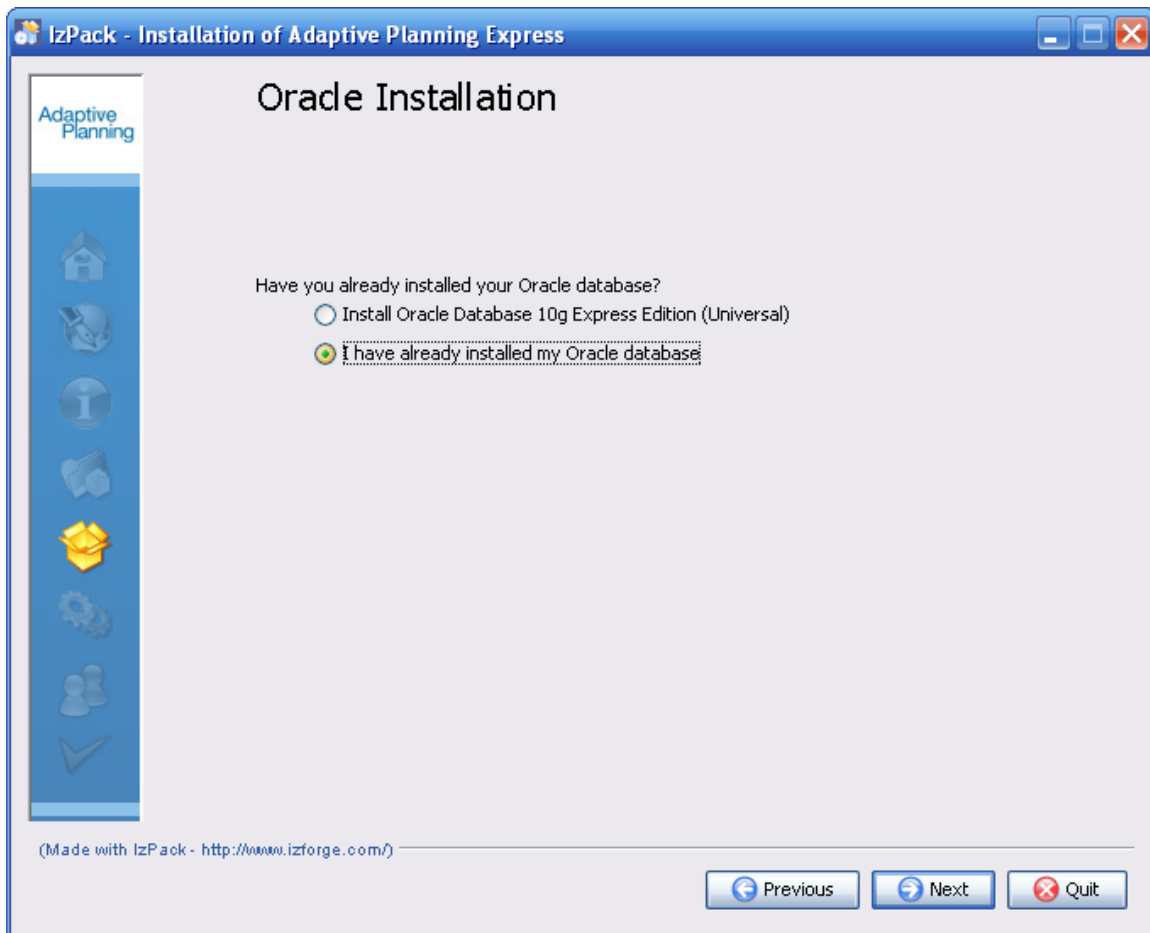 IzPack - Installation of Adaptive Planning Express
Adaptive
Planning
Oracle Installation
Have you already installed your Oracle database?
Install Oracle Database 10g Express Edition (Universal)
I have already installed my Oracle database
(Made with IzPack - http://www.izforge.com/)
Previous
Next
Quit